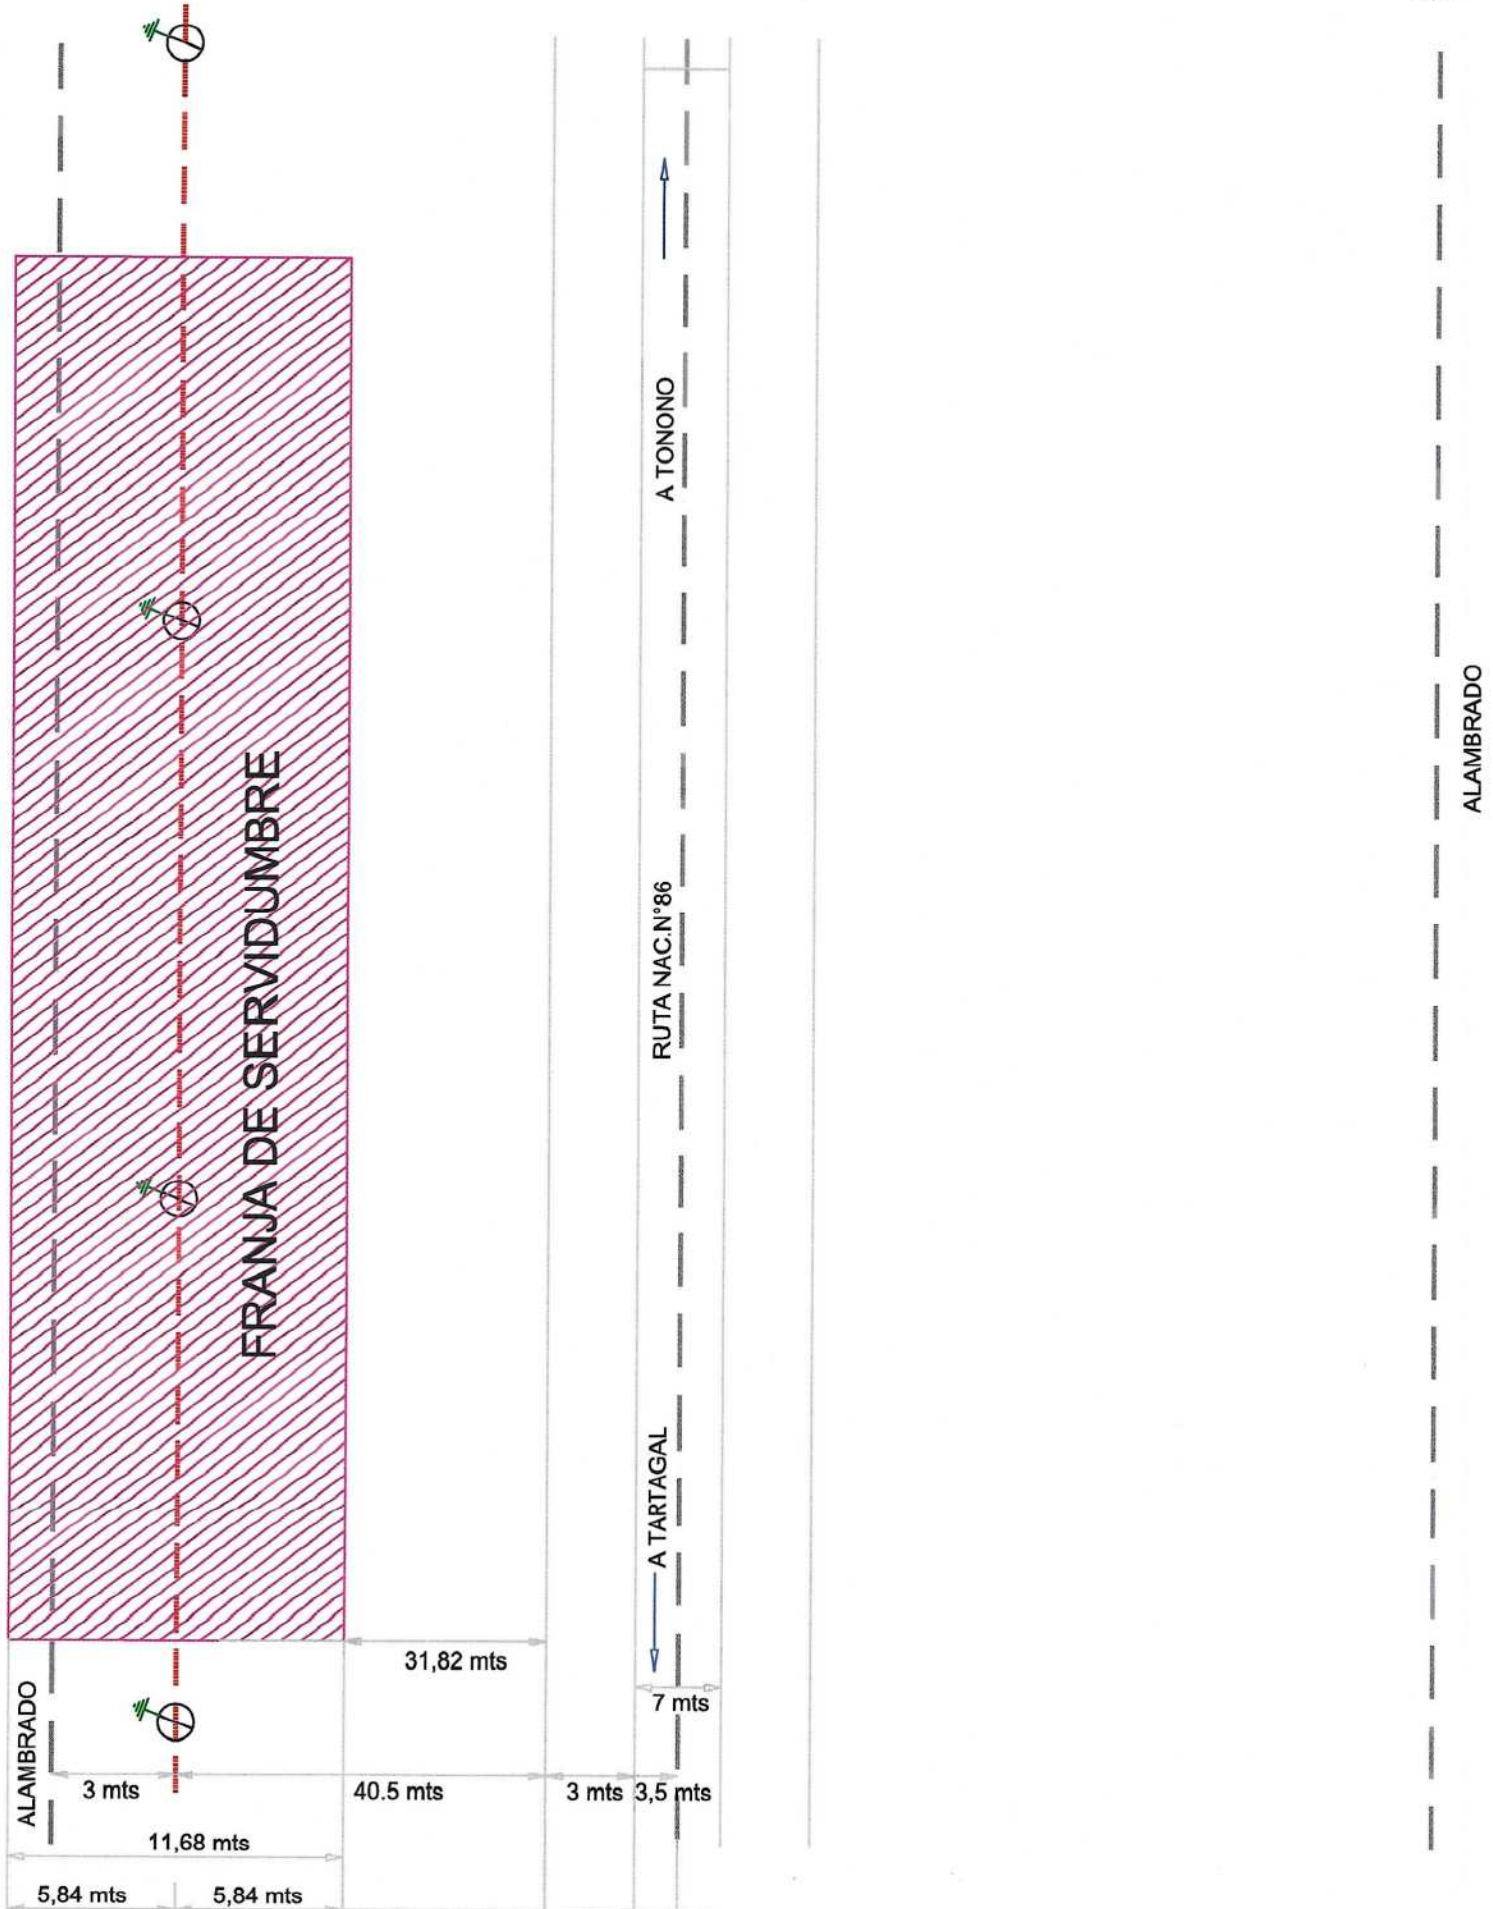 A TONONO
ALAMBRADO
FRANJA DE SERVIDUMBRE
RUTA NAC.N°86
A TARTAGAL
31,82 mts
7 mts
ALAMBRADO
3 mts
40.5 mts
3 mts
3,5 mts
11,68 mts
5,84 mts
5,84 mts